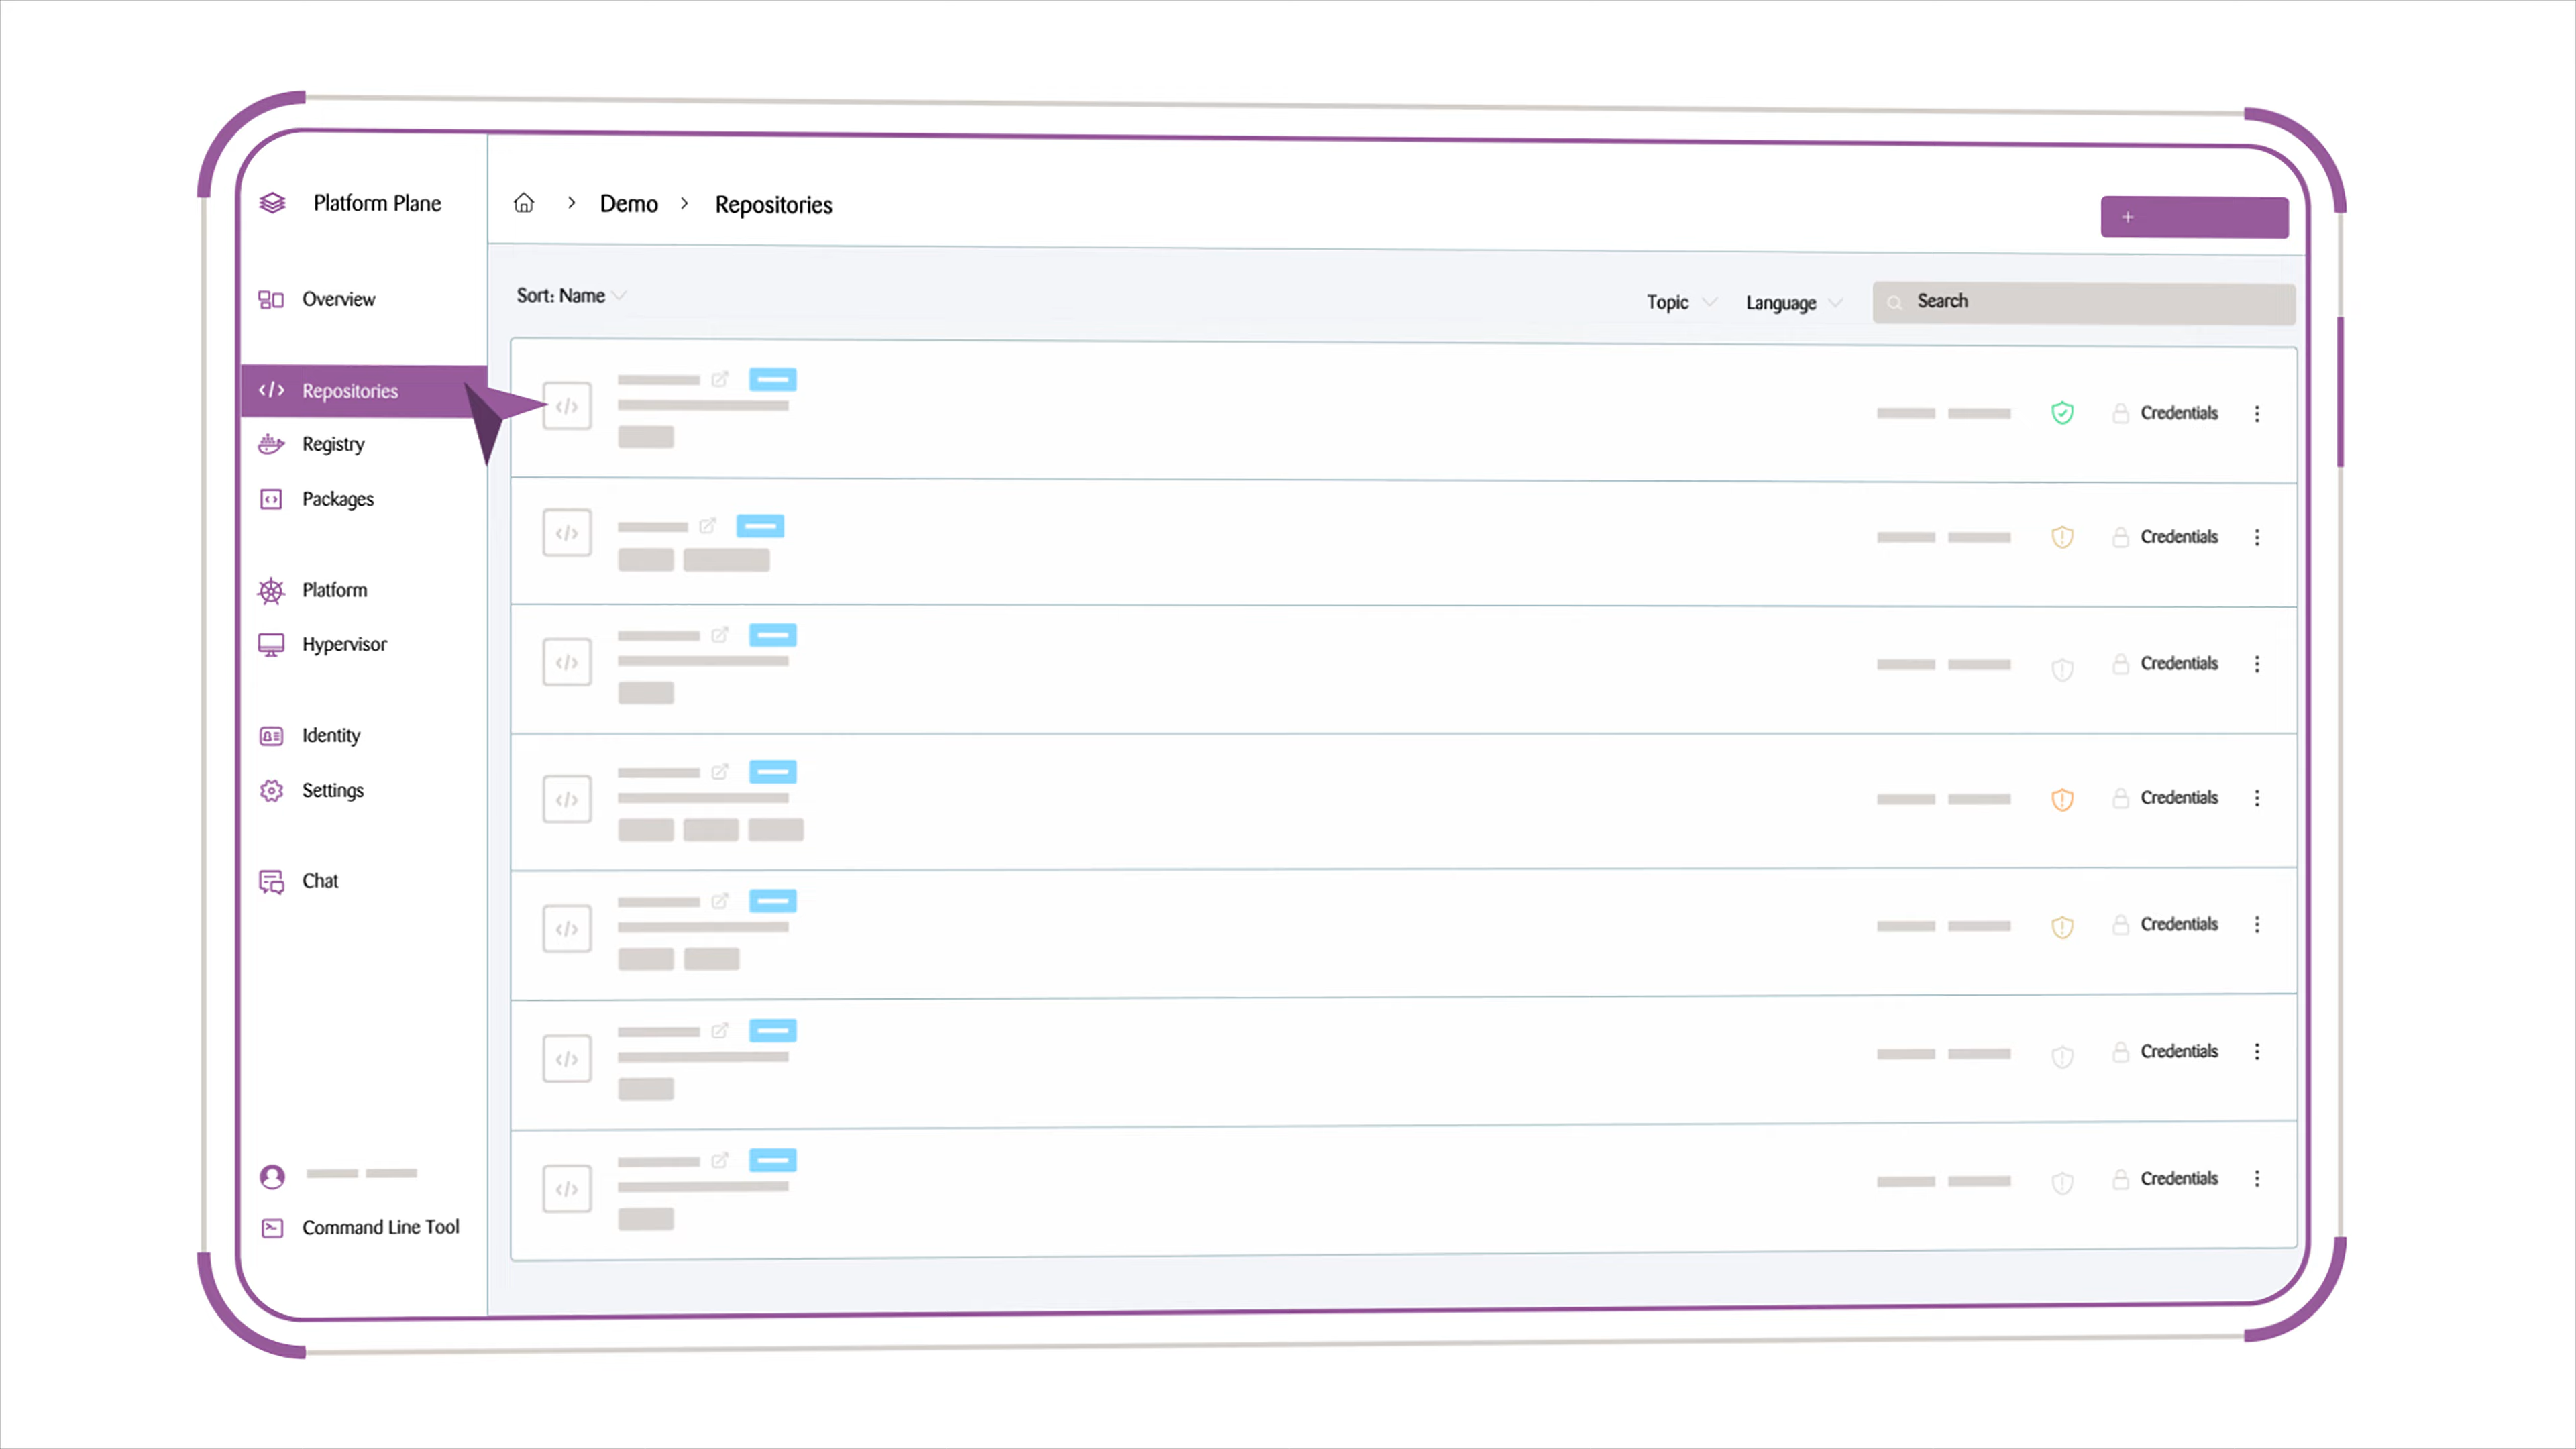 Platform Plane
Demo > Repositories
Overview
Repositories
Registry
Packages
Platform
Hypervisor
Identity
Settings
Chat
Command Line Tool
Sort: Name
Topic
Language
Search
Credentials
Credentials
Credentials
Credentials
Credentials
Credentials
Credentials